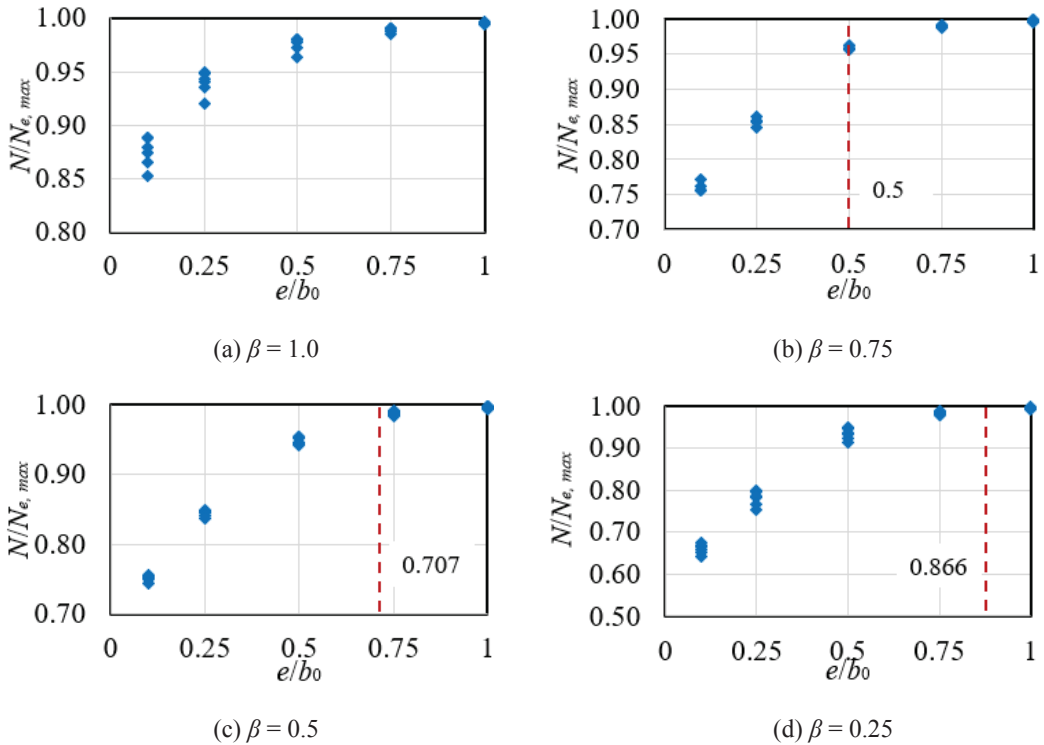 1.00
0.95
0.90
0.85
0.80
N/Ne, max
0 0.25 0.5 0.75 1
e/b0
(a) β = 1.0
1.00
0.95
0.90
0.85
0.80
0.75
0.70
N/Ne, max
0.5
0 0.25 0.5 0.75 1
e/b0
(b) β = 0.75
1.00
0.90
0.80
0.70
N/Ne, max
0.707
0 0.25 0.5 0.75 1
e/b0
(c) β = 0.5
1.00
0.90
0.80
0.70
0.60
0.50
N/Ne, max
0.866
0 0.25 0.5 0.75 1
e/b0
(d) β = 0.25